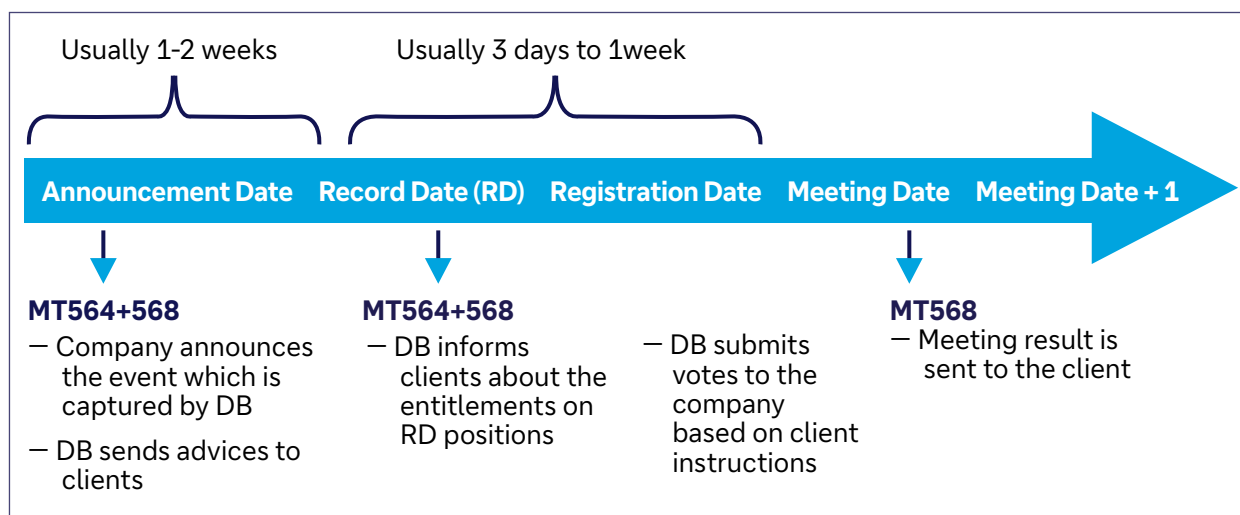 Usually 1-2 weeks
Usually 3 days to 1week
Announcement Date
Record Date (RD)
Registration Date
Meeting Date
Meeting Date + 1
MT564+568
— Company announces
the event which is
captured by DB
— DB sends advices to
clients
MT564+568
— DB informs
clients about the
entitlements on
RD positions
— DB submits
votes to the
company
based on client
instructions
MT568
— Meeting result is
sent to the client